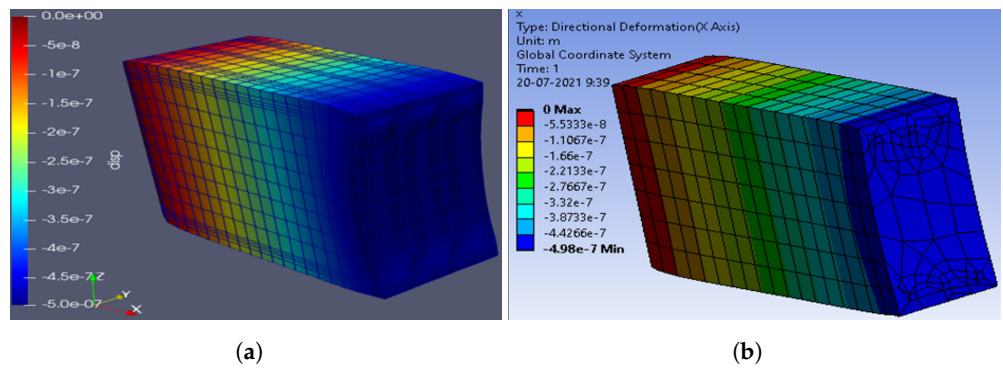 0.0e+00
-5e-8
-1e-7
-1.5e-7
-2e-7
-2.5e-7
-3e-7
-3.5e-7
-4e-7
-4.5e-7
-5.0e-07
disp
Z
Y
X
x
Type: Directional Deformation(X Axis)
Unit: m
Global Coordinate System
Time: 1
20-07-2021 9:39
0 Max
-5.5333e-8
-1.1067e-7
-1.66e-7
-2.2133e-7
-2.7667e-7
-3.32e-7
-3.8733e-7
-4.4266e-7
-4.98e-7 Min
(a)
(b)